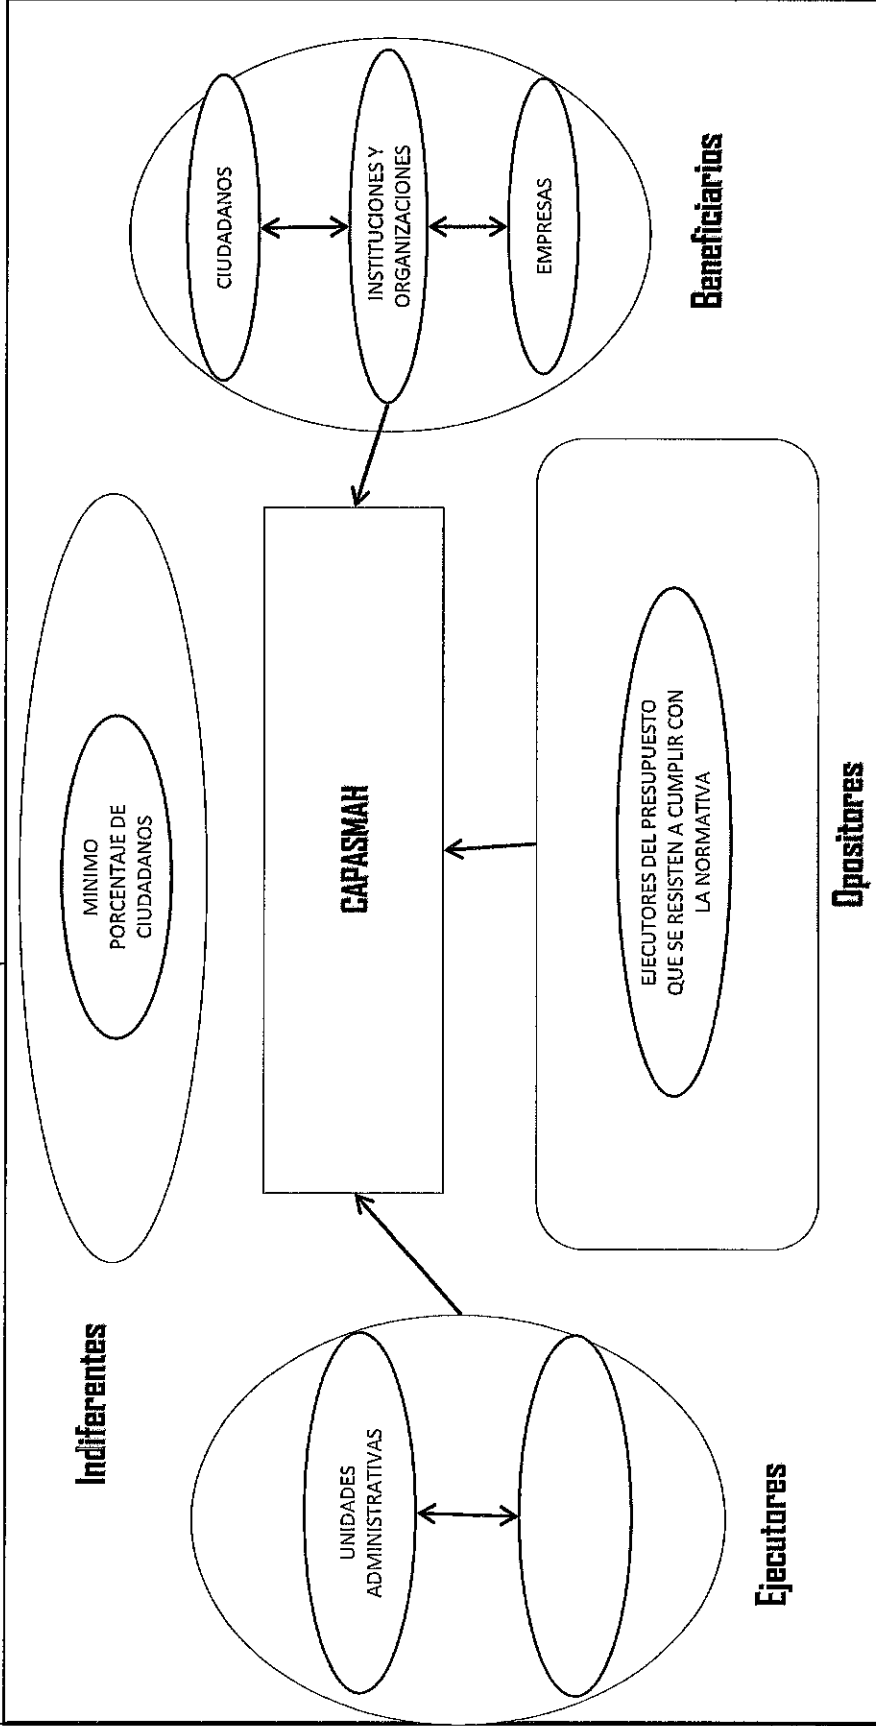 Indiferentes
MINIMO
PORCENTAJE DE
CIUDADANOS
CIUDADANOS
INSTITUCIONES Y
ORGANIZACIONES
EMPRESAS
Beneficiarios
CAPASMAH
UNIDADES
ADMINISTRATIVAS
Ejecutores
EJECUTORES DEL PRESUPUESTO
QUE SE RESISTEN A CUMPLIR CON
LA NORMATIVA
Opositores